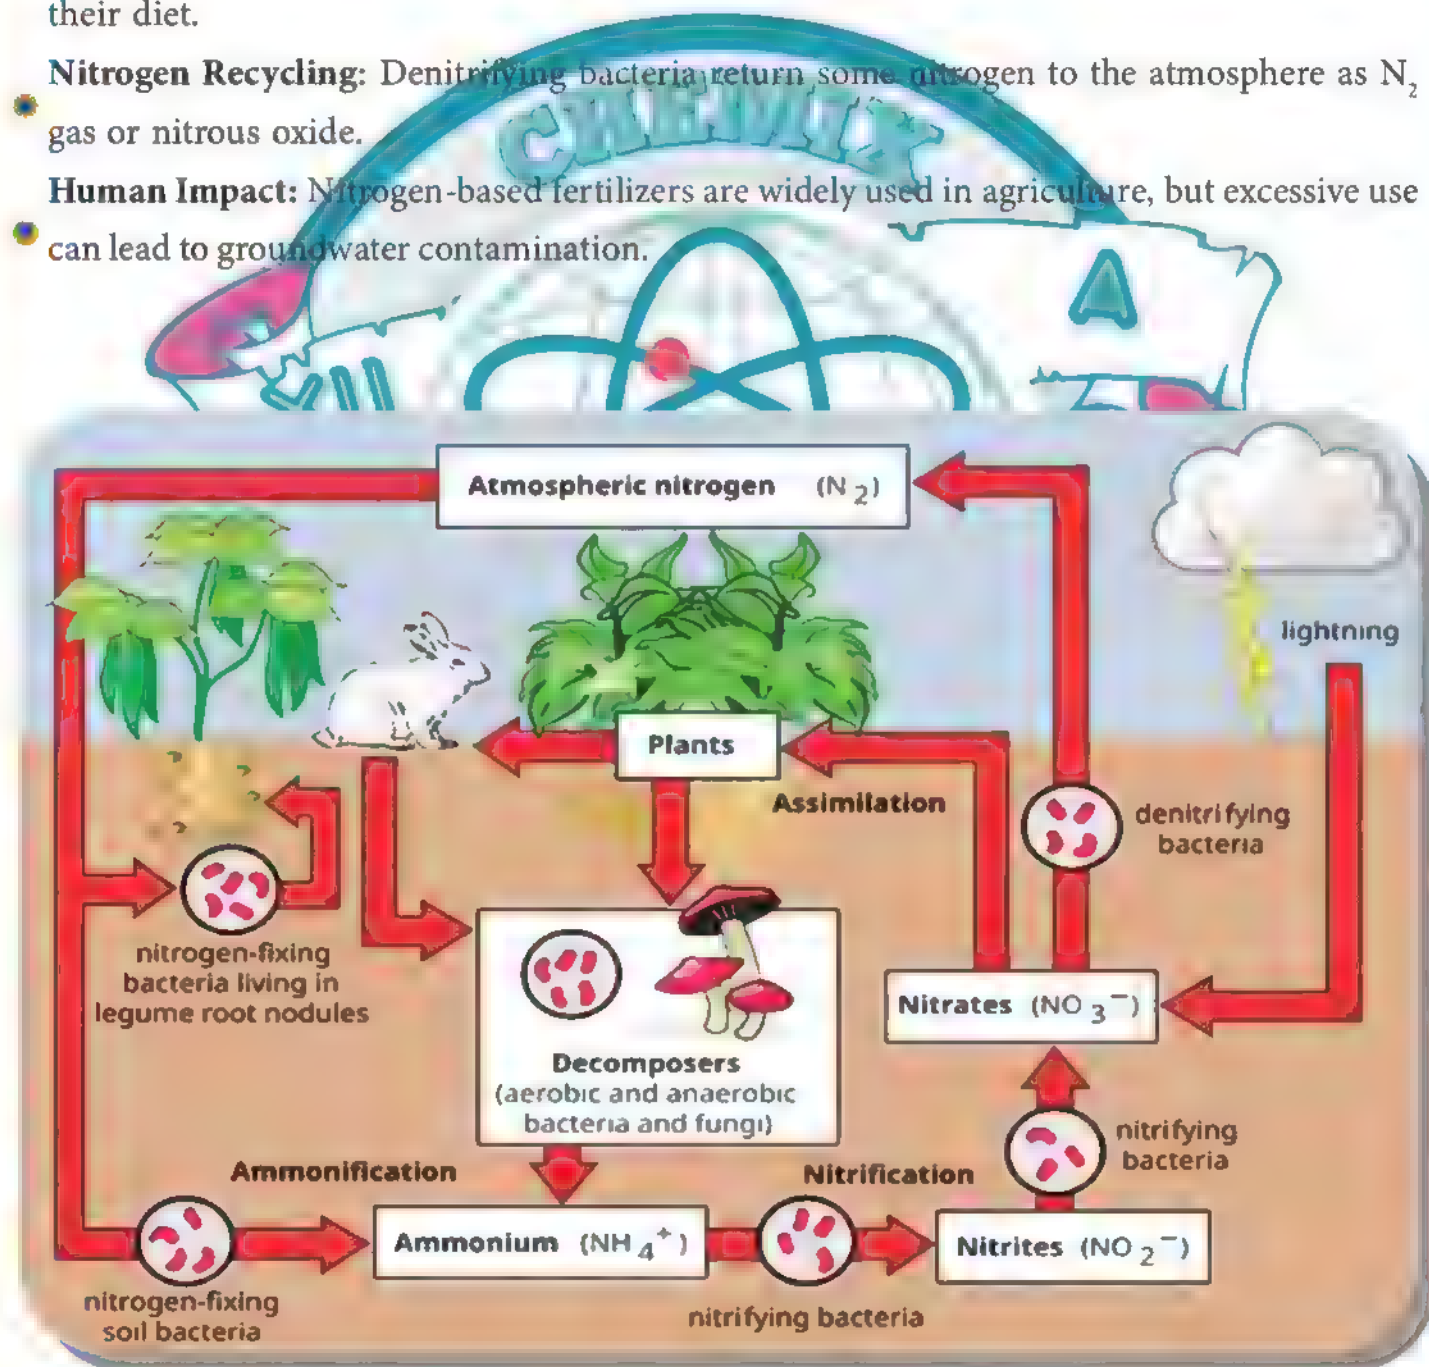 their diet.
Nitrogen Recycling: Denitrifying bacteria return some nitrogen to the atmosphere as N₂
gas or nitrous oxide.
Human Impact: Nitrogen-based fertilizers are widely used in agriculture, but excessive use
can lead to groundwater contamination.
CHEMIX
A
Atmospheric nitrogen (N₂)
lightning
Plants
Assimilation
denitrifying
bacteria
nitrogen-fixing
bacteria living in
legume root nodules
Nitrates (NO₃⁻)
Decomposers
(aerobic and anaerobic
bacteria and fungi)
nitrifying
bacteria
Ammonification
Nitrification
Ammonium (NH₄⁺)
Nitrites (NO₂⁻)
nitrogen-fixing
soil bacteria
nitrifying bacteria